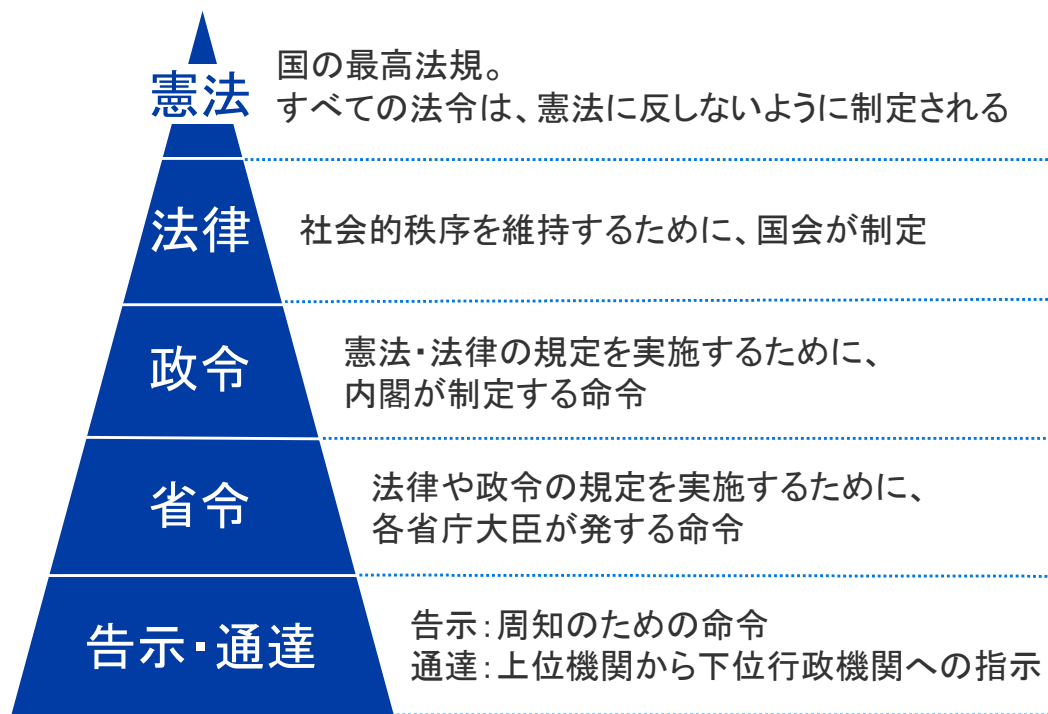 憲法
国の最高法規。
すべての法令は、憲法に反しないように制定される
法律
社会的秩序を維持するために、国会が制定
政令
憲法・法律の規定を実施するために、
内閣が制定する命令
省令
法律や政令の規定を実施するために、
各省庁大臣が発する命令
告示・通達
告示：周知のための命令
通達：上位機関から下位行政機関への指示